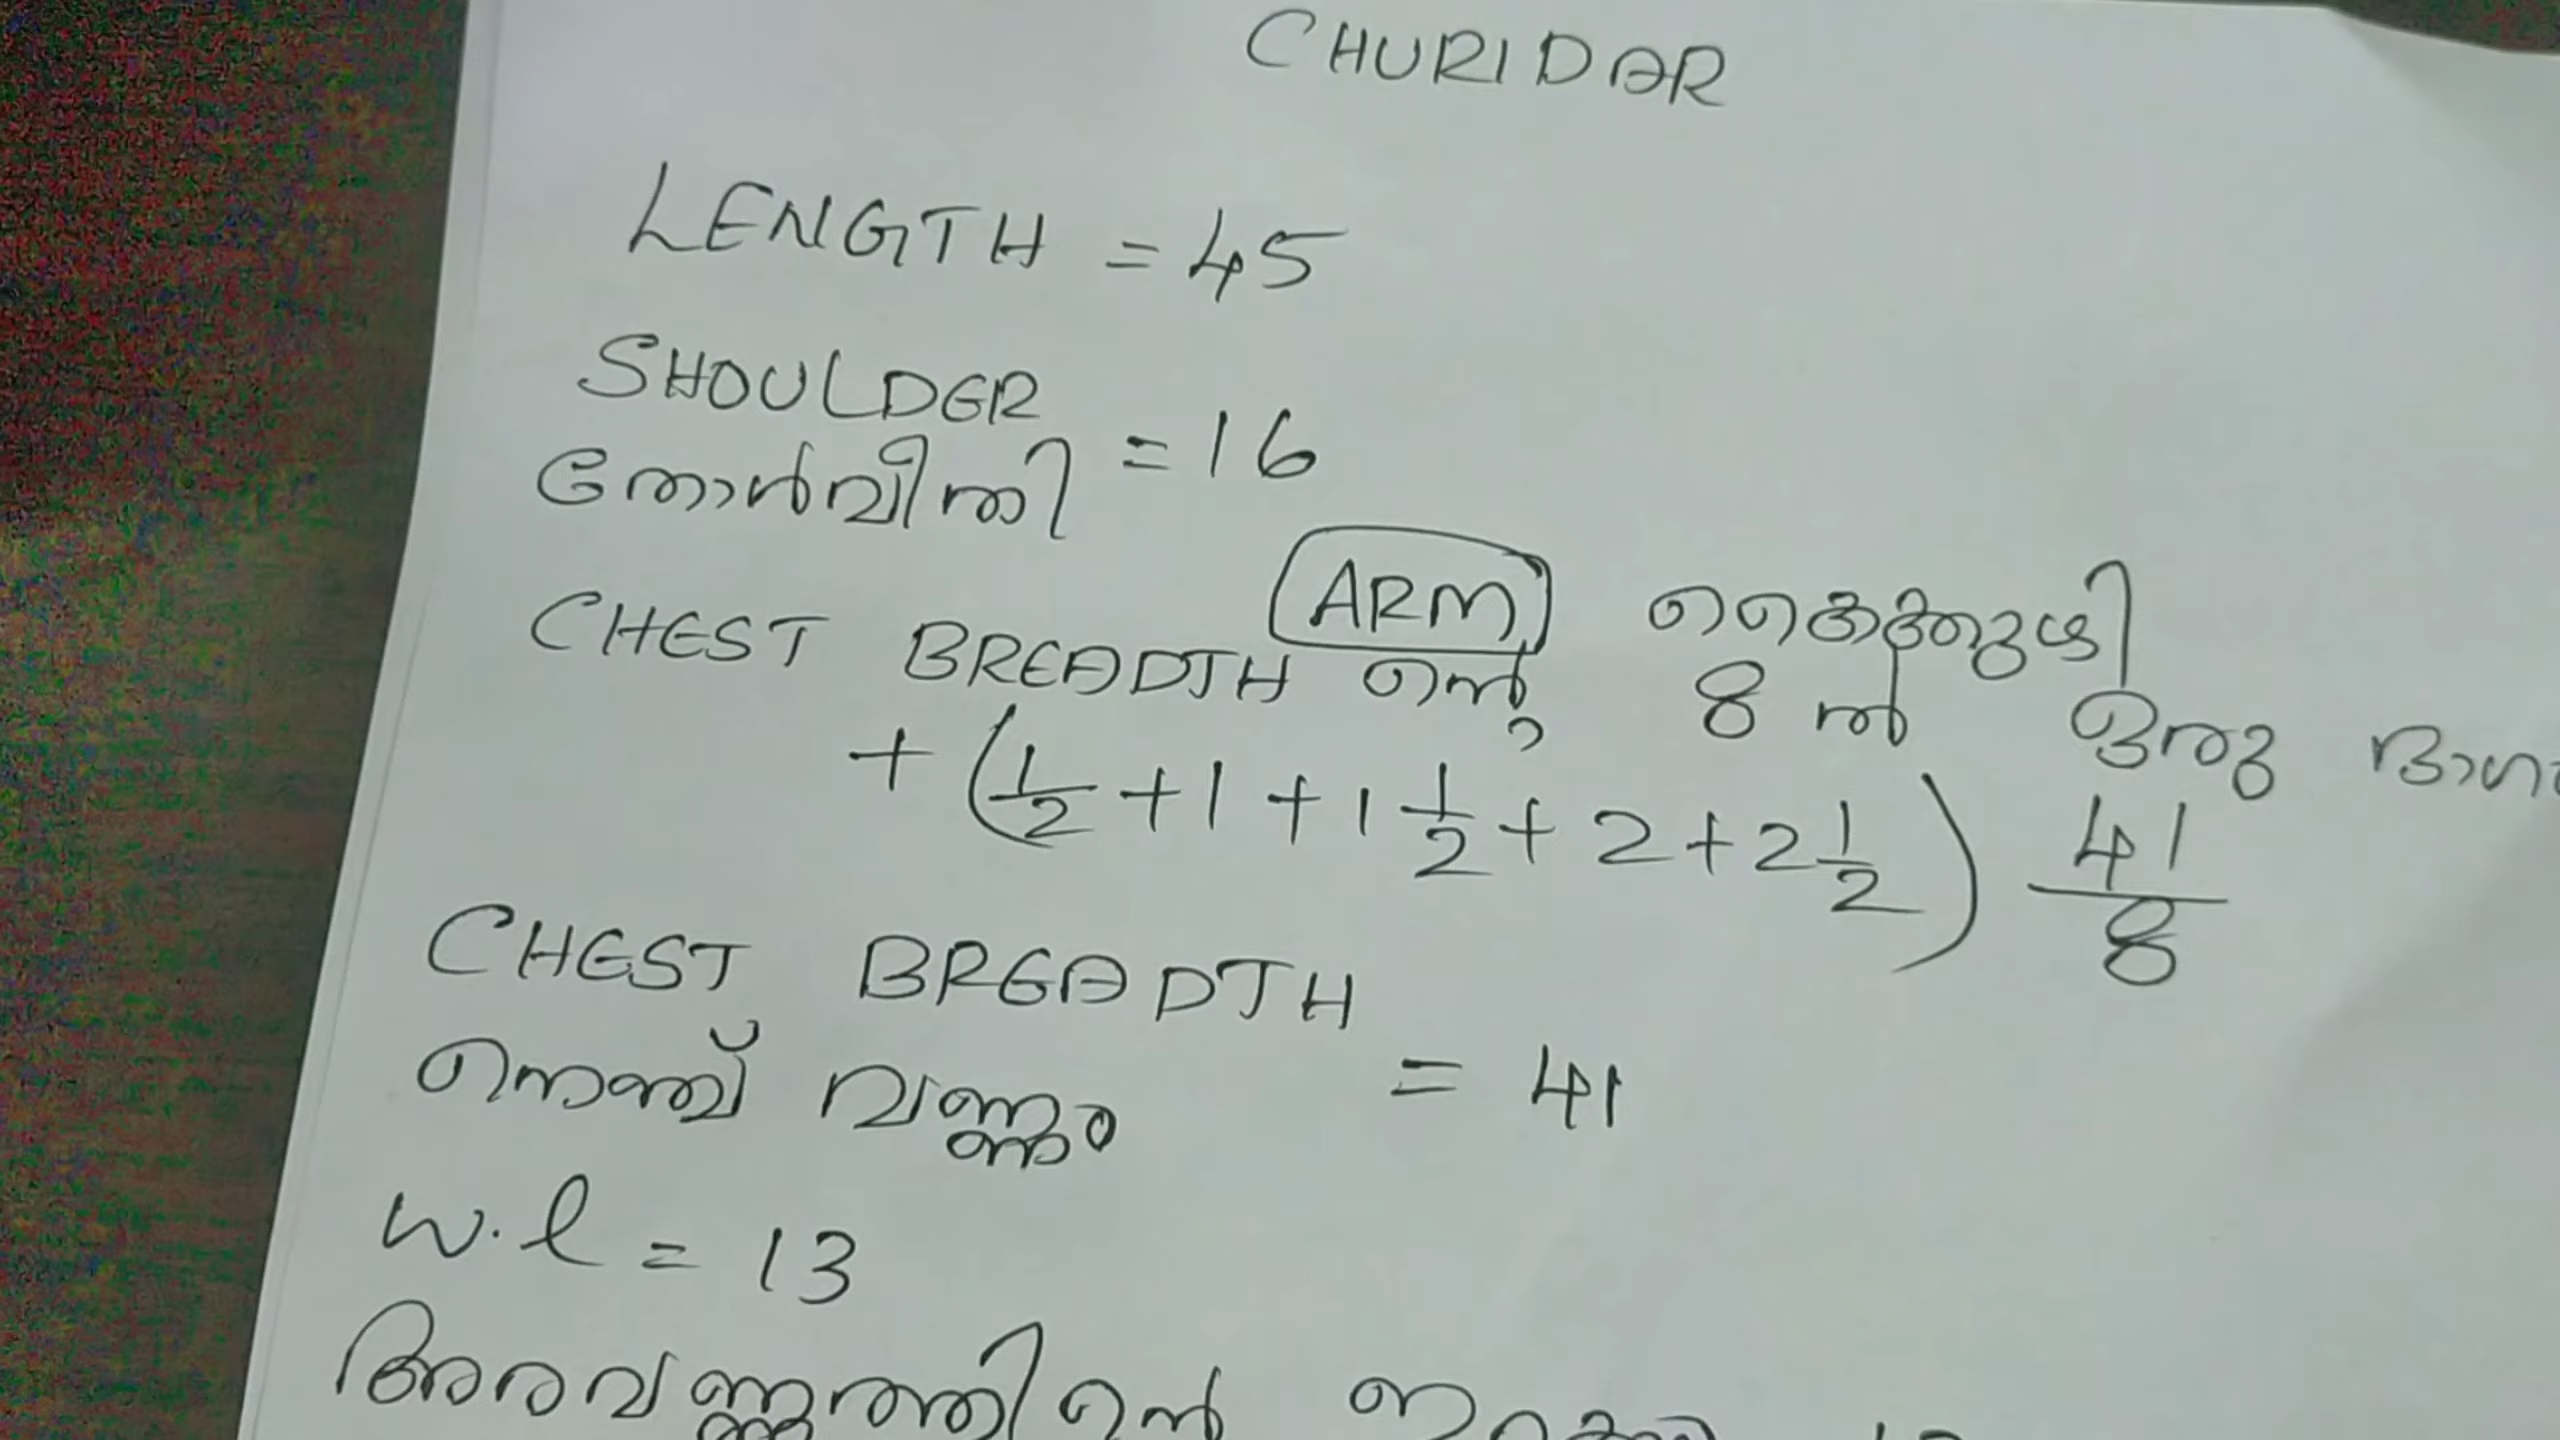 CHURIDAR
LENGTH = 45
SHOULDER
തോൾവീതി = 16
ARM കൈക്കുഴി
CHEST BREADTH ന്റെ 8 ൽ ഒരു ഭാഗം
+ (1/2 + 1 + 1 1/2 + 2 + 2 1/2) 41/8
CHEST BREADTH
നെഞ്ച് വണ്ണം = 41
W.l = 13
അരവണ്ണത്തിന്റെ ഇറക്കം